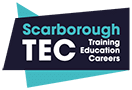 Scarborough
TEC Training
Education
Careers